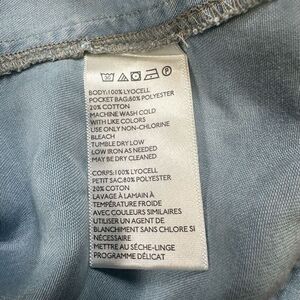 BODY:100% LYOCELL
POCKET BAG:80% POLYESTER
20% COTTON
MACHINE WASH COLD
WITH LIKE COLORS
USE ONLY NON-CHLORINE
BLEACH
TUMBLE DRY LOW
LOW IRON AS NEEDED
MAY BE DRY CLEANED
CORPS:100% LYOCELL
PETIT SAC:80% POLYESTER
20% COTON
LAVAGE À LAMAIN À
TEMPÉRATURE FROIDE
AVEC COULEURS SIMILAIRES
UTILISER UN AGENT DE
BLANCHIMENT SANS CHLORE SI
NÉCESSAIRE
METTRE AU SÈCHE-LINGE
PROGRAMME DÉLICAT